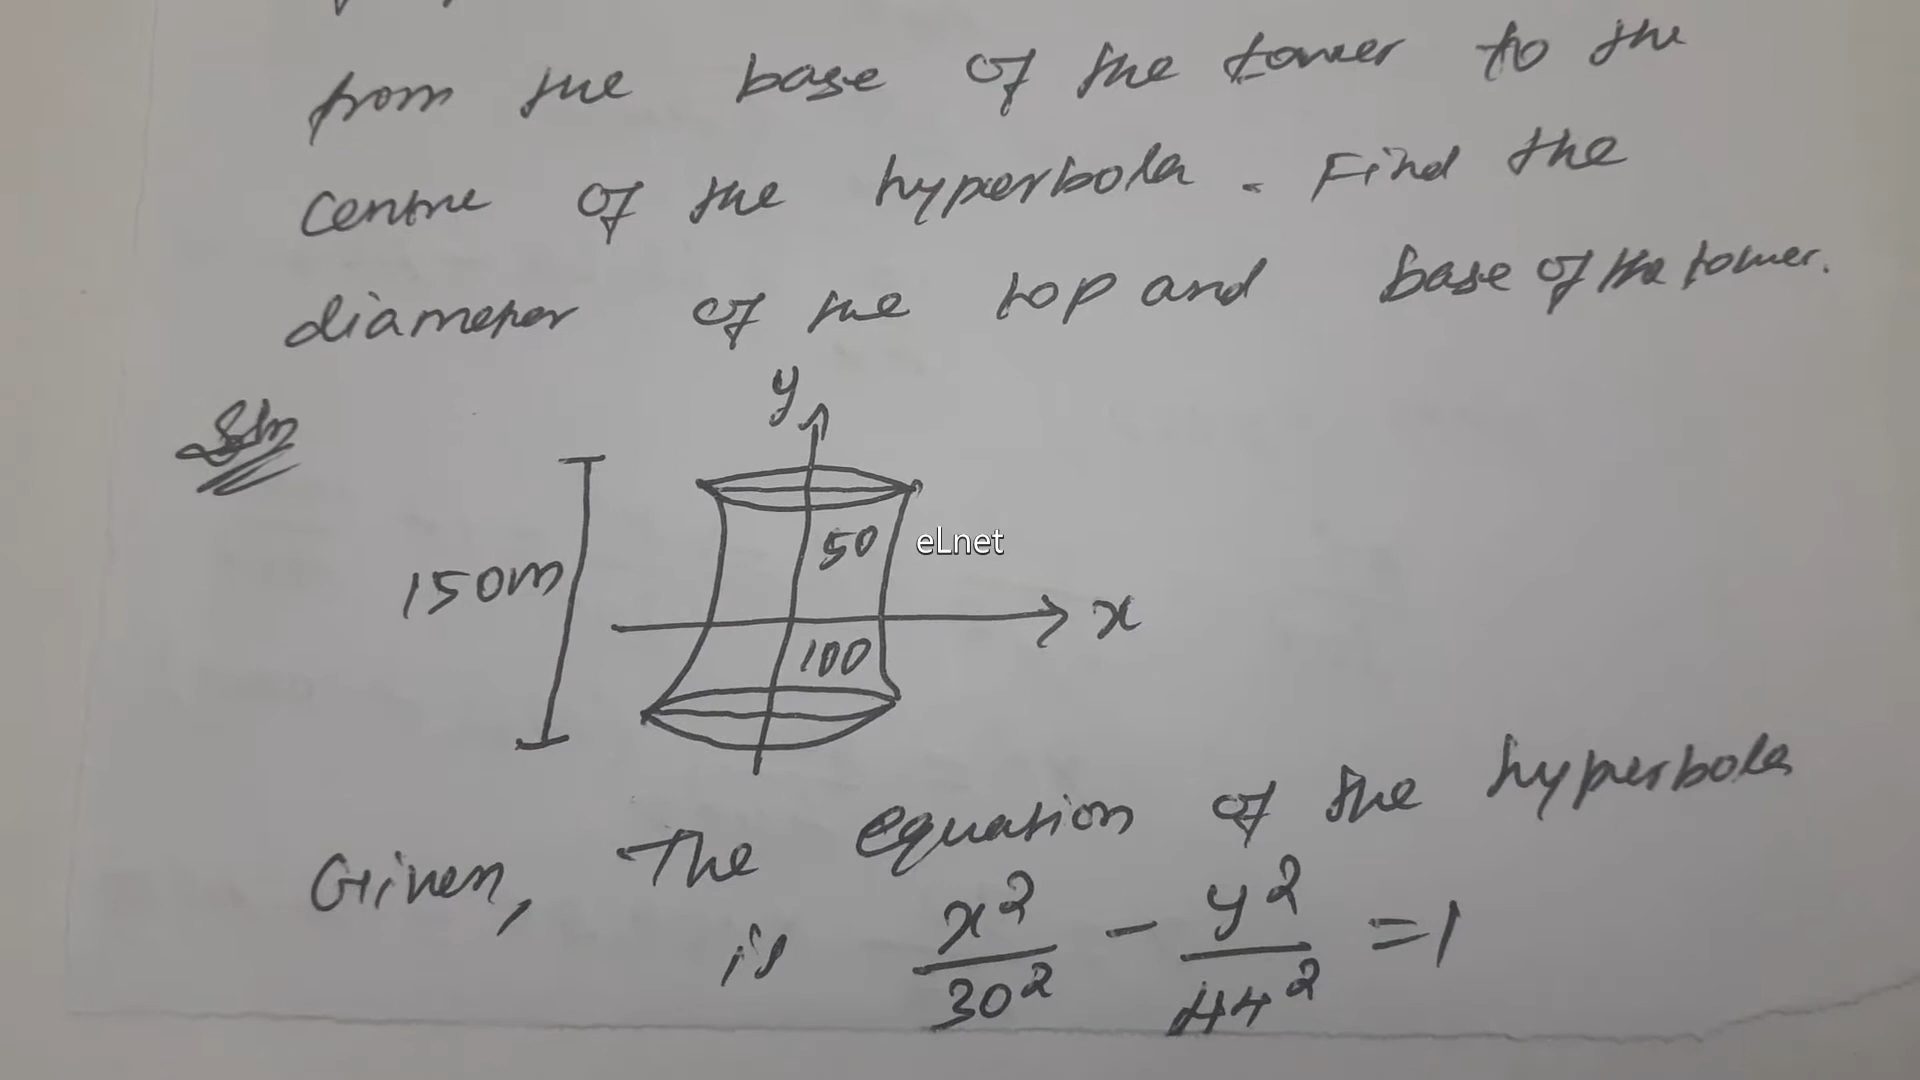 from the base of the tower to the
centre of the hyperbola. Find the
diameter of the top and base of the tower.
Soln
y
50
eLnet
150m
x
100
Given, The equation of the hyperbola
is x²/30² - y²/44² = 1